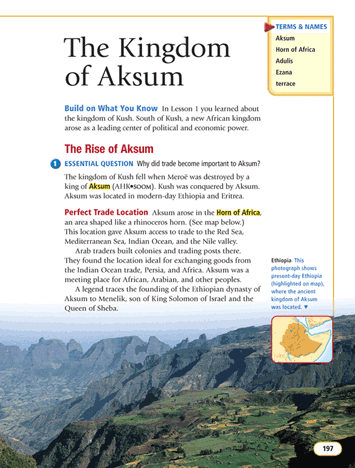 The Kingdom
of Aksum
TERMS & NAMES
Aksum
Horn of Africa
Adulis
Ezana
terrace
Build on What You Know In Lesson 1 you learned about
the kingdom of Kush. South of Kush, a new African kingdom
arose as a leading center of political and economic power.
The Rise of Aksum
1 ESSENTIAL QUESTION Why did trade become important to Aksum?
The kingdom of Kush fell when Meroë was destroyed by a
king of Aksum (AHK•SOOM). Kush was conquered by Aksum.
Aksum was located in modern-day Ethiopia and Eritrea.
Perfect Trade Location Aksum arose in the Horn of Africa,
an area shaped like a rhinoceros horn. (See map below.)
This location gave Aksum access to trade to the Red Sea,
Mediterranean Sea, Indian Ocean, and the Nile valley.
Arab traders built colonies and trading posts there.
They found the location ideal for exchanging goods from
the Indian Ocean trade, Persia, and Africa. Aksum was a
meeting place for African, Arabian, and other peoples.
A legend traces the founding of the Ethiopian dynasty of
Aksum to Menelik, son of King Solomon of Israel and the
Queen of Sheba.
Ethiopia This
photograph shows
present-day Ethiopia
(highlighted on map),
where the ancient
kingdom of Aksum
was located. ▼
197